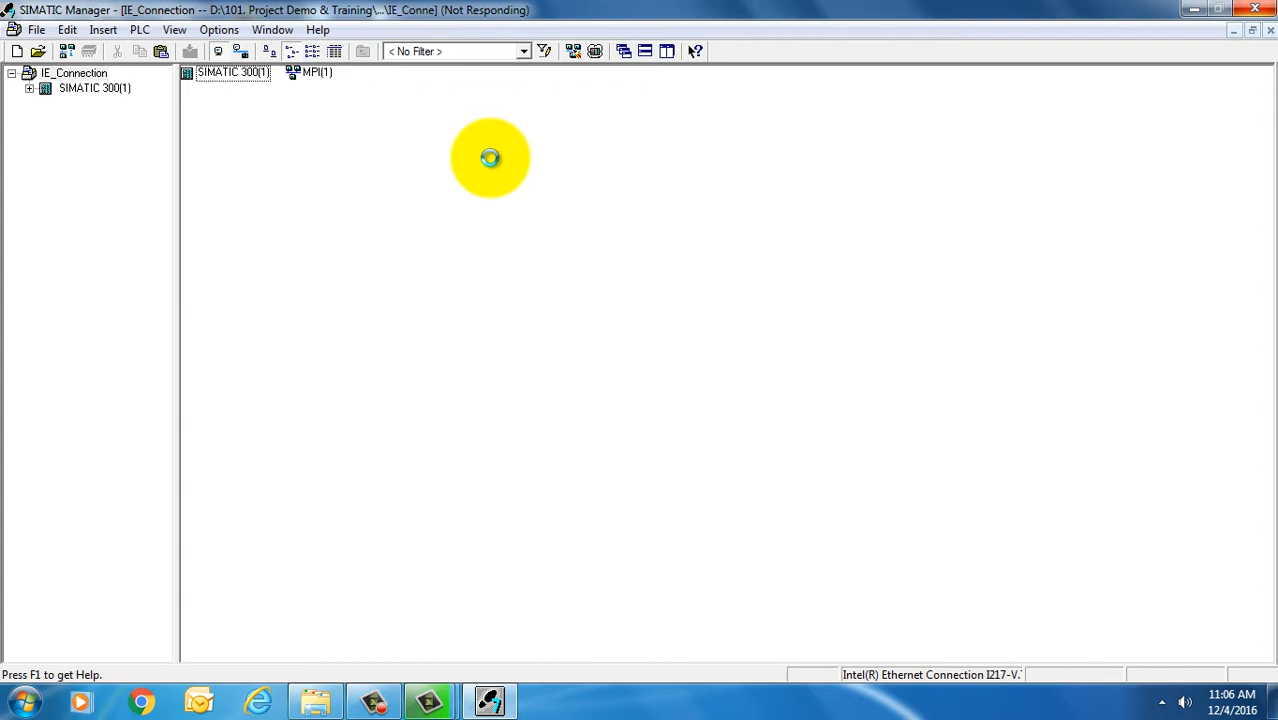 SIMATIC Manager - [IE_Connection -- D:\101. Project Demo & Training\...\IE_Conne] (Not Responding)
File Edit Insert PLC View Options Window Help
< No Filter >
IE_Connection
SIMATIC 300(1)
SIMATIC 300(1) MPI(1)
Press F1 to get Help.
Intel(R) Ethernet Connection I217-V.
11:06 AM
12/4/2016